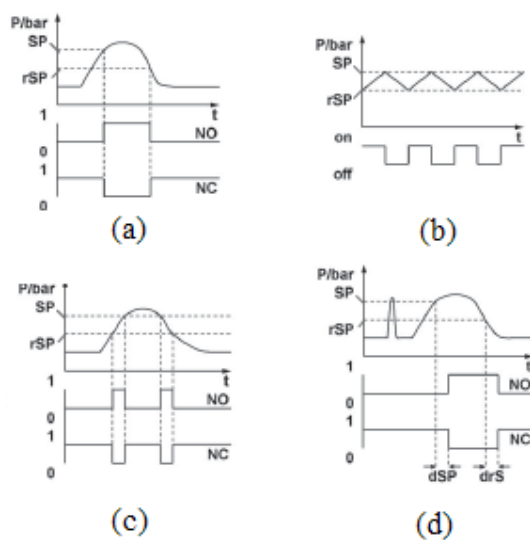 P/bar
SP
rSP
t
1
NO
0
1
NC
0
(a)
P/bar
SP
rSP
t
on
off
(b)
P/bar
SP
rSP
t
1
NO
0
1
NC
0
(c)
P/bar
SP
rSP
t
1
NO
0
1
NC
0
dSP drS
(d)